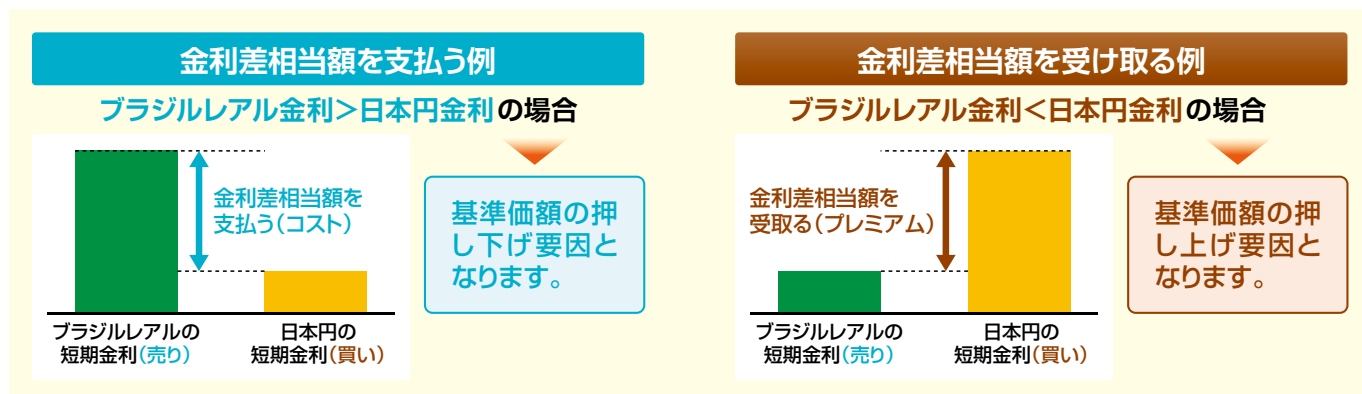 金利差相当額を支払う例
ブラジルレアル金利＞日本円金利の場合
金利差相当額を
支払う(コスト)
ブラジルレアルの
短期金利(売り)
日本円の
短期金利(買い)
基準価額の押
し下げ要因と
なります。
金利差相当額を受け取る例
ブラジルレアル金利＜日本円金利の場合
金利差相当額を
受取る(プレミアム)
ブラジルレアルの
短期金利(売り)
日本円の
短期金利(買い)
基準価額の押
し上げ要因と
なります。